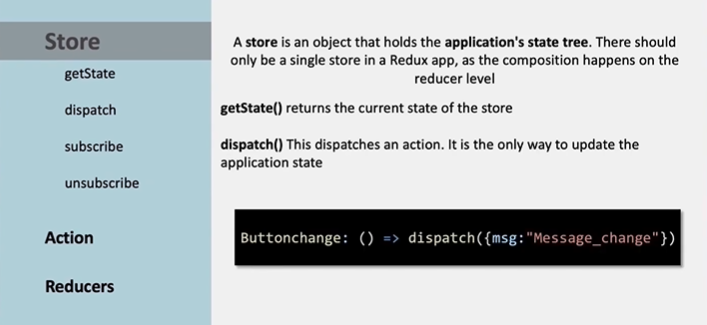 Store
getState
dispatch
subscribe
unsubscribe
Action
Reducers
A store is an object that holds the application's state tree. There should
only be a single store in a Redux app, as the composition happens on the
reducer level
getState() returns the current state of the store
dispatch() This dispatches an action. It is the only way to update the
application state
Buttonchange: () => dispatch({msg:"Message_change"})